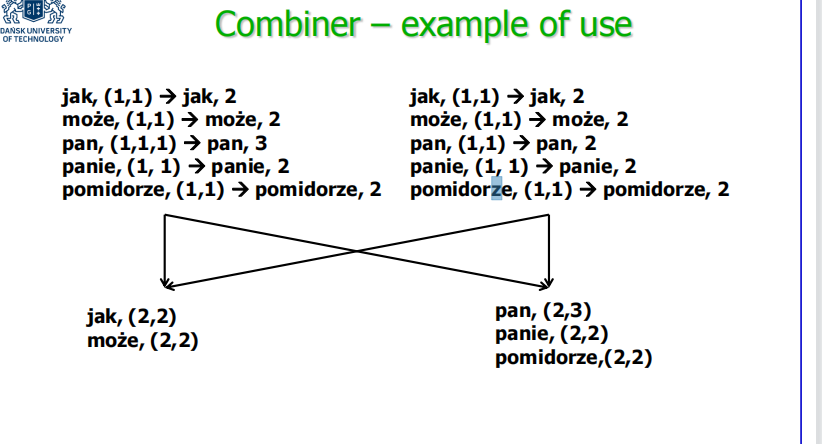 GDAŃSK UNIVERSITY
OF TECHNOLOGY
Combiner – example of use
jak, (1,1) → jak, 2
może, (1,1) → może, 2
pan, (1,1,1) → pan, 3
panie, (1, 1) → panie, 2
pomidorze, (1,1) → pomidorze, 2
jak, (1,1) → jak, 2
może, (1,1) → może, 2
pan, (1,1) → pan, 2
panie, (1, 1) → panie, 2
pomidorze, (1,1) → pomidorze, 2
jak, (2,2)
może, (2,2)
pan, (2,3)
panie, (2,2)
pomidorze,(2,2)